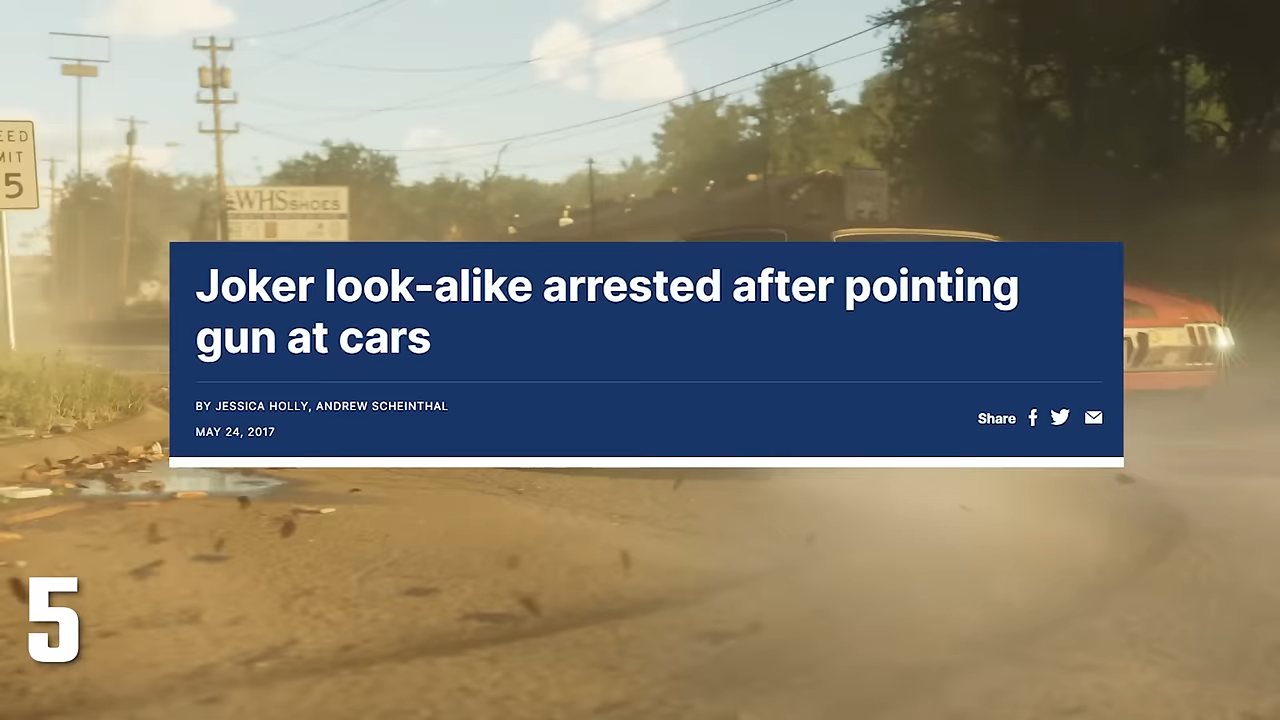 EED
MIT
5
WHS SHOES
Joker look-alike arrested after pointing
gun at cars
BY JESSICA HOLLY, ANDREW SCHEINTHAL
MAY 24, 2017
Share
5